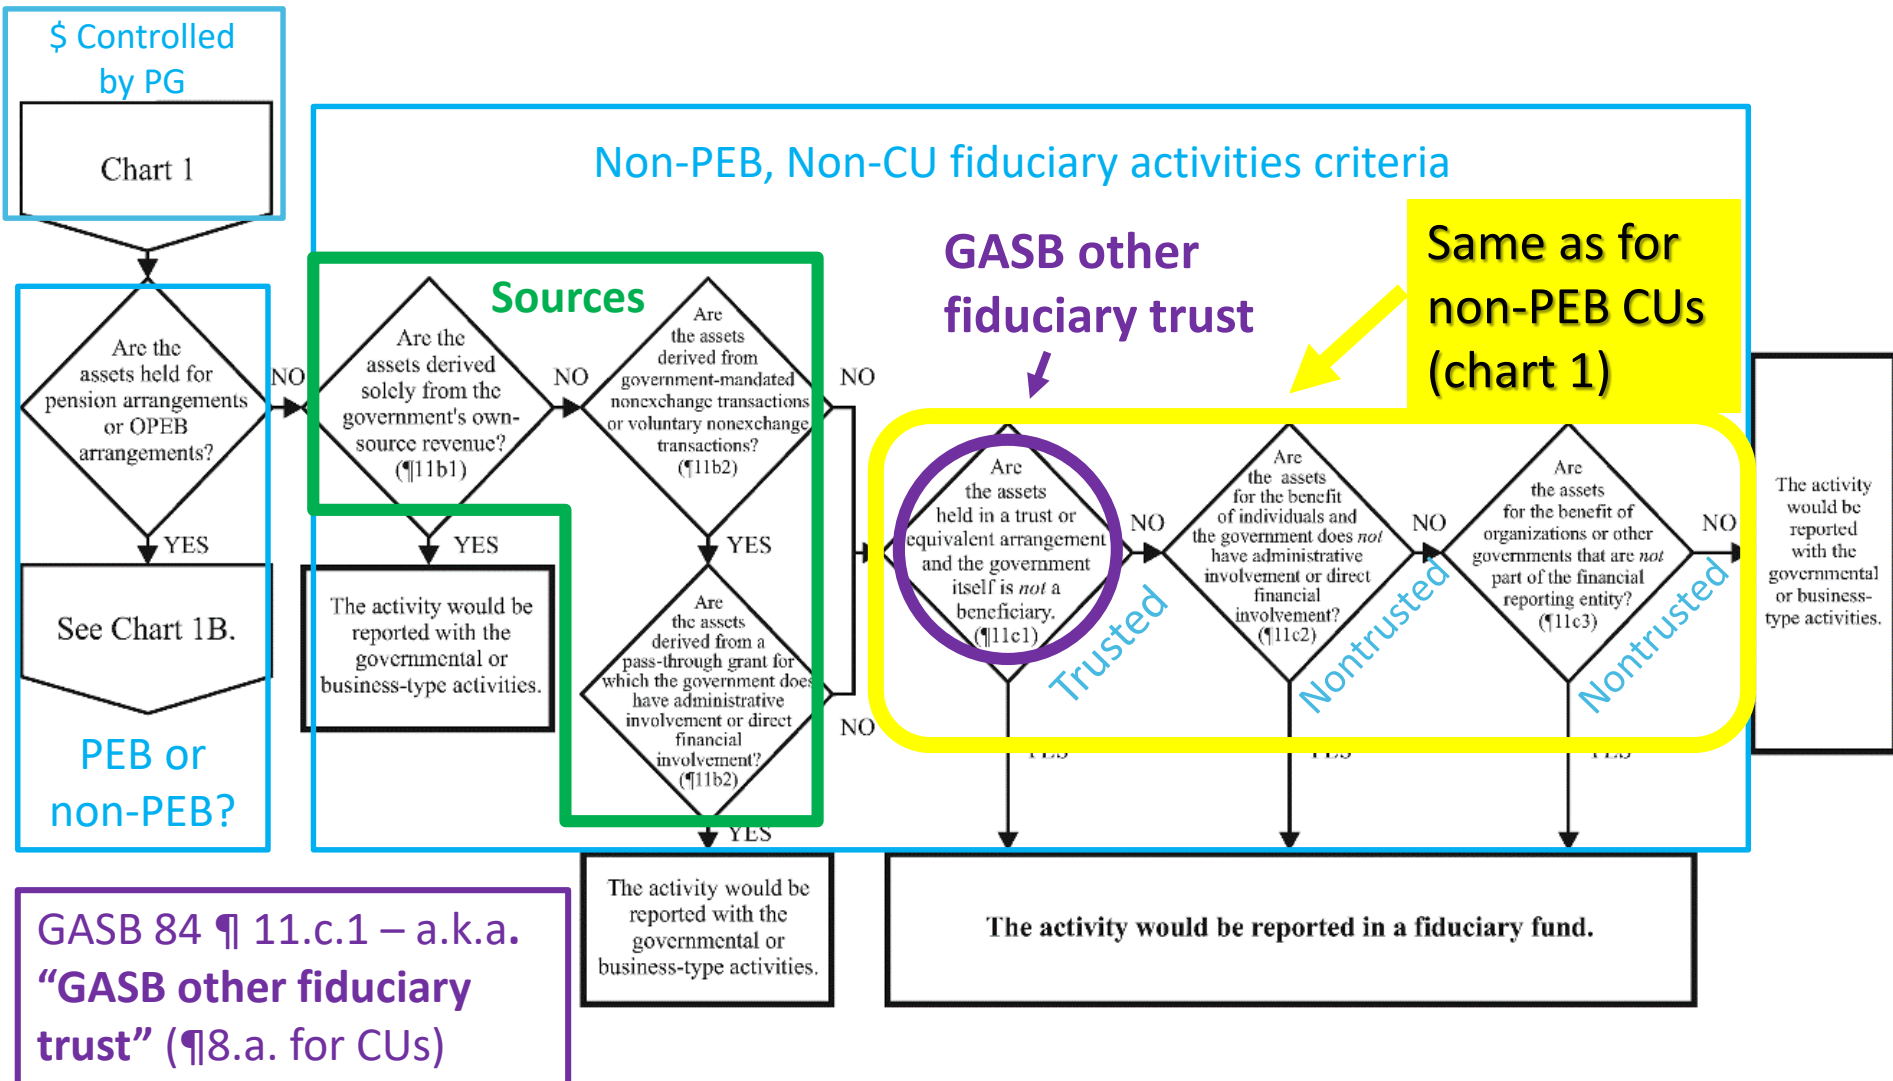 $ Controlled
by PG
Chart 1
Non-PEB, Non-CU fiduciary activities criteria
GASB other
fiduciary trust
Same as for
non-PEB CUs
(chart 1)
Sources
Are the
assets held for
pension arrangements
or OPEB
arrangements?
NO
YES
See Chart 1B.
PEB or
non-PEB?
Are the
assets derived
solely from the
government's own-
source revenue?
(¶11b1)
NO
YES
The activity would be
reported with the
governmental or
business-type activities.
Are
the assets
derived from
government-mandated
nonexchange transactions
or voluntary nonexchange
transactions?
(¶11b2)
NO
YES
Are
the assets
derived from a
pass-through grant for
which the government does
have administrative
involvement or direct
financial
involvement?
(¶11b2)
NO
YES
The activity would be
reported with the
governmental or
business-type activities.
Are
the assets
held in a trust or
equivalent arrangement
and the government
itself is not a
beneficiary.
(¶11c1)
NO
Trusted
YES
Are
the assets
for the benefit
of individuals and
the government does not
have administrative
involvement or direct
financial
involvement?
(¶11c2)
NO
Nontrusted
Are
the assets
for the benefit of
organizations or other
governments that are not
part of the financial
reporting entity?
(¶11c3)
NO
Nontrusted
YES
The activity
would be
reported
with the
governmental
or business-
type activities.
The activity would be reported in a fiduciary fund.
GASB 84 ¶ 11.c.1 – a.k.a.
“GASB other fiduciary
trust” (¶8.a. for CUs)